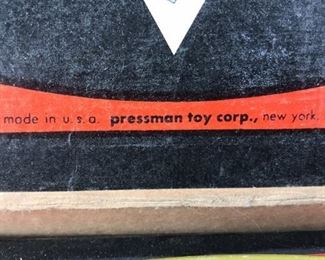 made in u.s.a. pressman toy corp., new york,